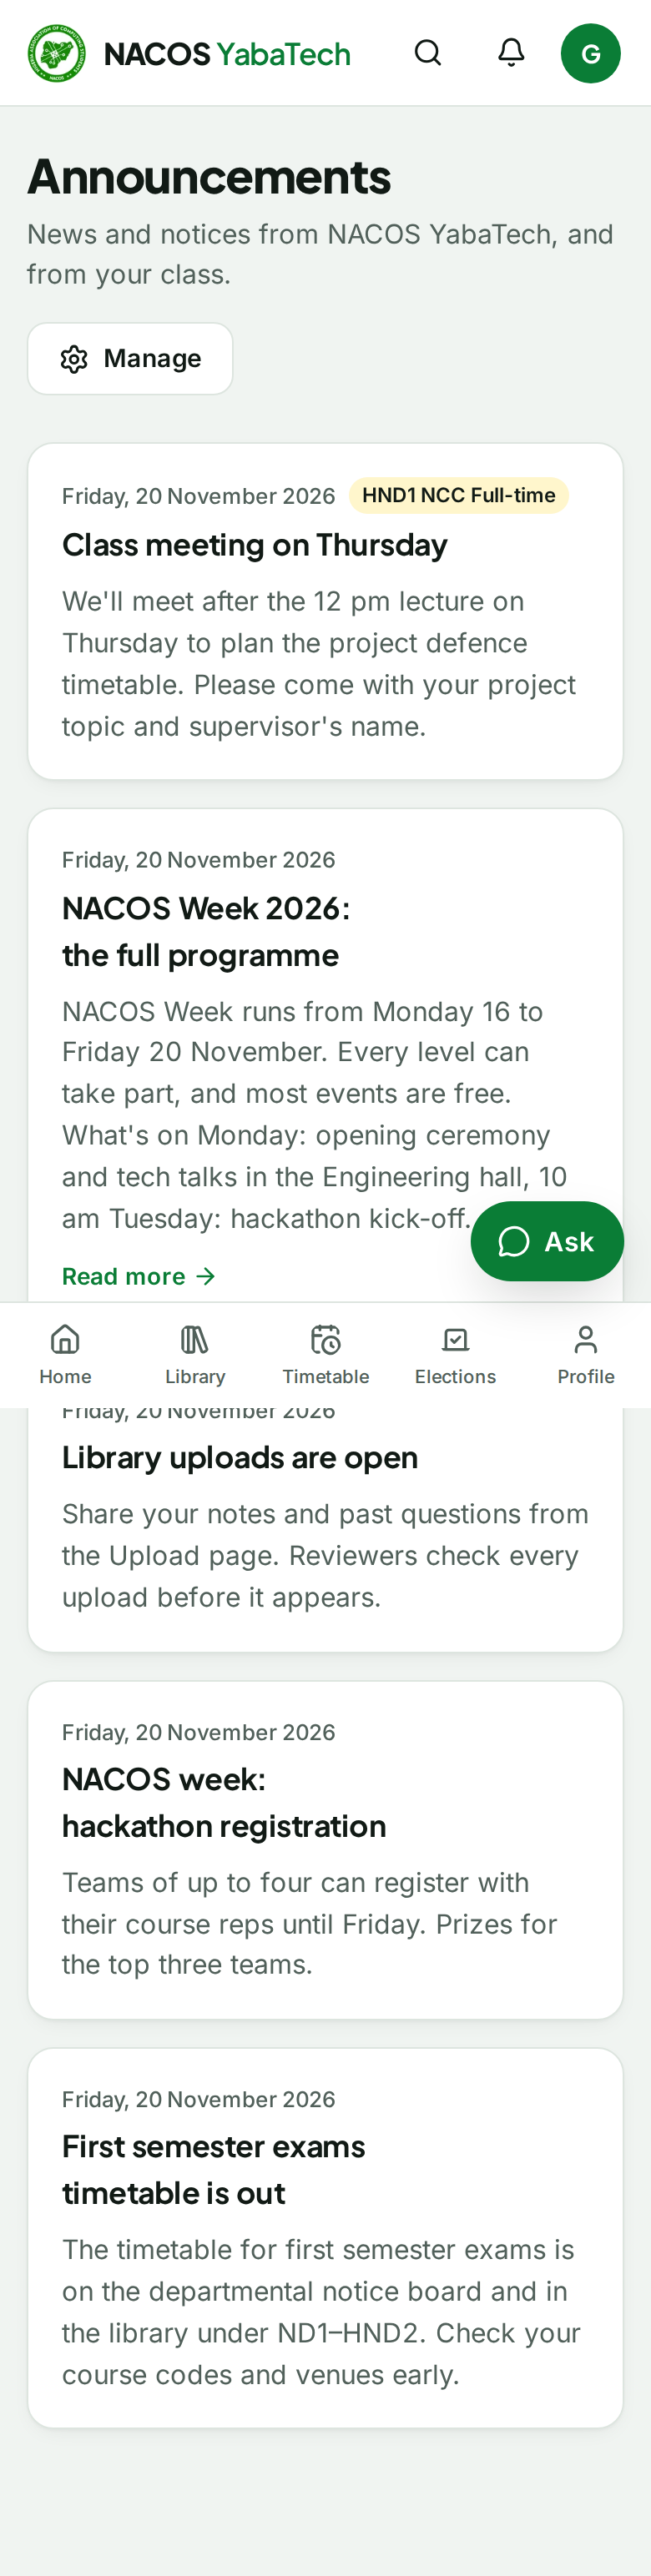 NACOS YabaTech
G
Announcements
News and notices from NACOS YabaTech, and
from your class.
Manage
Friday, 20 November 2026 HND1 NCC Full-time
Class meeting on Thursday
We'll meet after the 12 pm lecture on
Thursday to plan the project defence
timetable. Please come with your project
topic and supervisor's name.
Friday, 20 November 2026
NACOS Week 2026:
the full programme
NACOS Week runs from Monday 16 to
Friday 20 November. Every level can
take part, and most events are free.
What's on Monday: opening ceremony
and tech talks in the Engineering hall, 10
am Tuesday: hackathon kick-off.
Ask
Read more
Home Library Timetable Elections Profile
Friday, 20 November 2026
Library uploads are open
Share your notes and past questions from
the Upload page. Reviewers check every
upload before it appears.
Friday, 20 November 2026
NACOS week:
hackathon registration
Teams of up to four can register with
their course reps until Friday. Prizes for
the top three teams.
Friday, 20 November 2026
First semester exams
timetable is out
The timetable for first semester exams is
on the departmental notice board and in
the library under ND1–HND2. Check your
course codes and venues early.